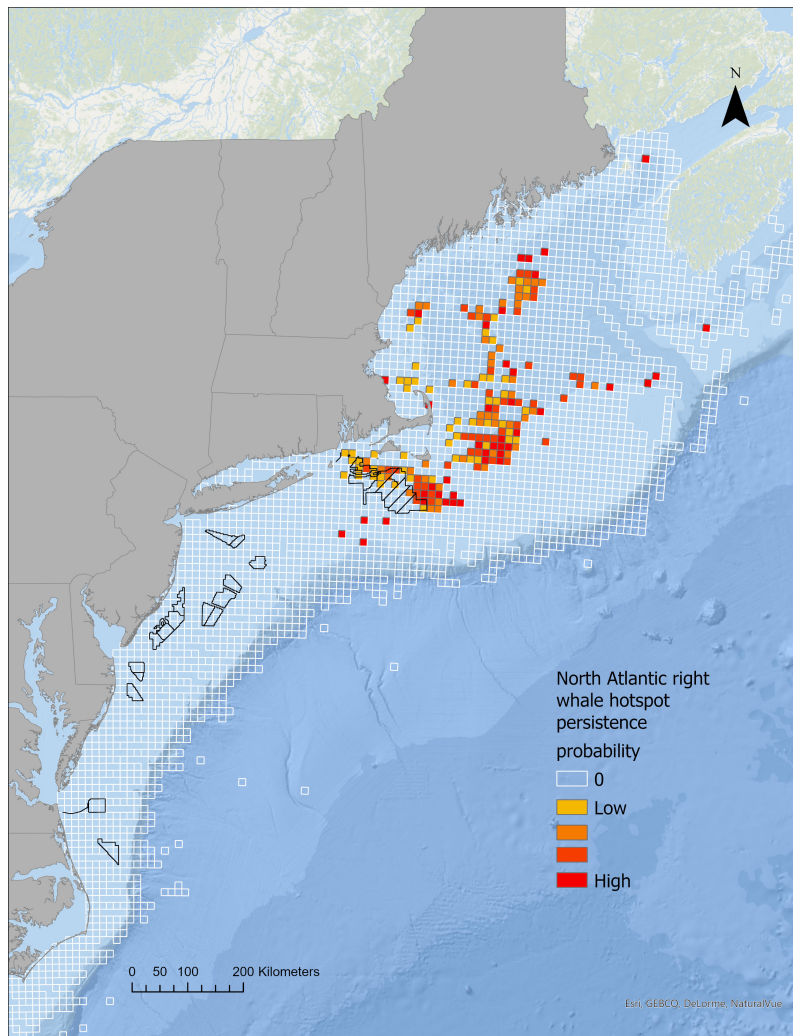 N
North Atlantic right
whale hotspot
persistence
probability
0
Low
High
0 50 100 200 Kilometers
Esri, GEBCO, DeLorme, NaturalVue